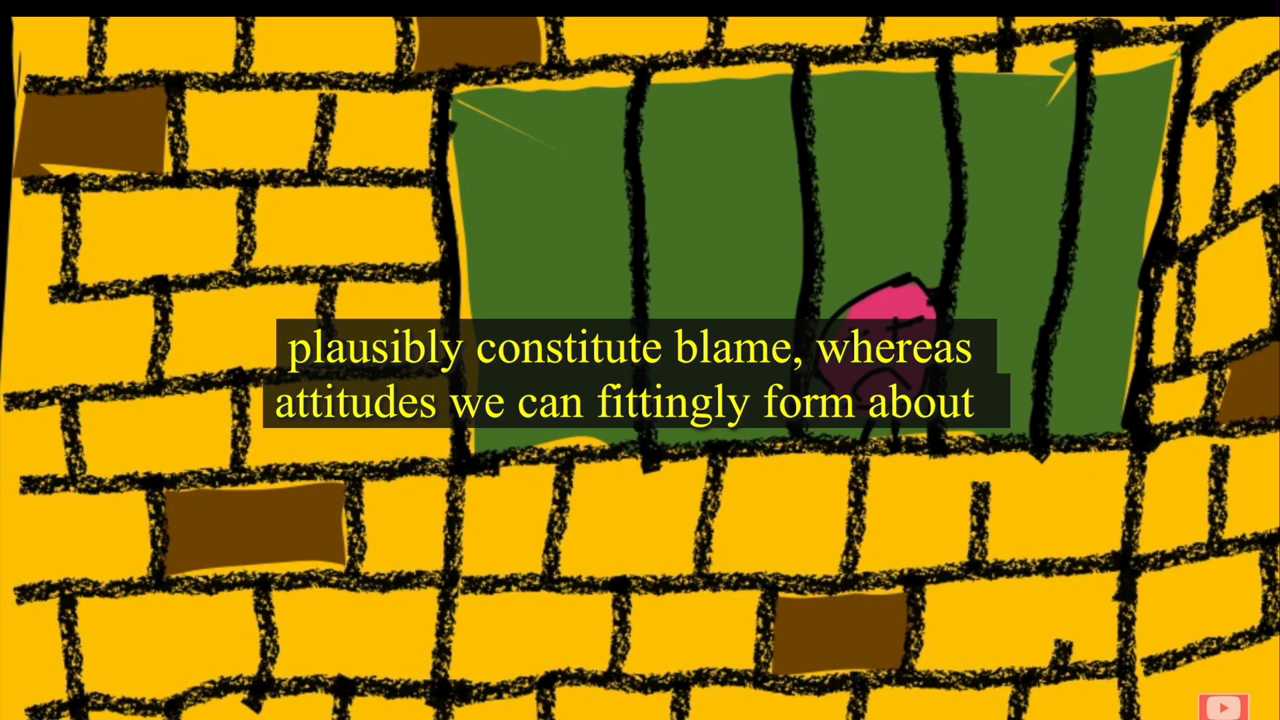 plausibly constitute blame, whereas
attitudes we can fittingly form about